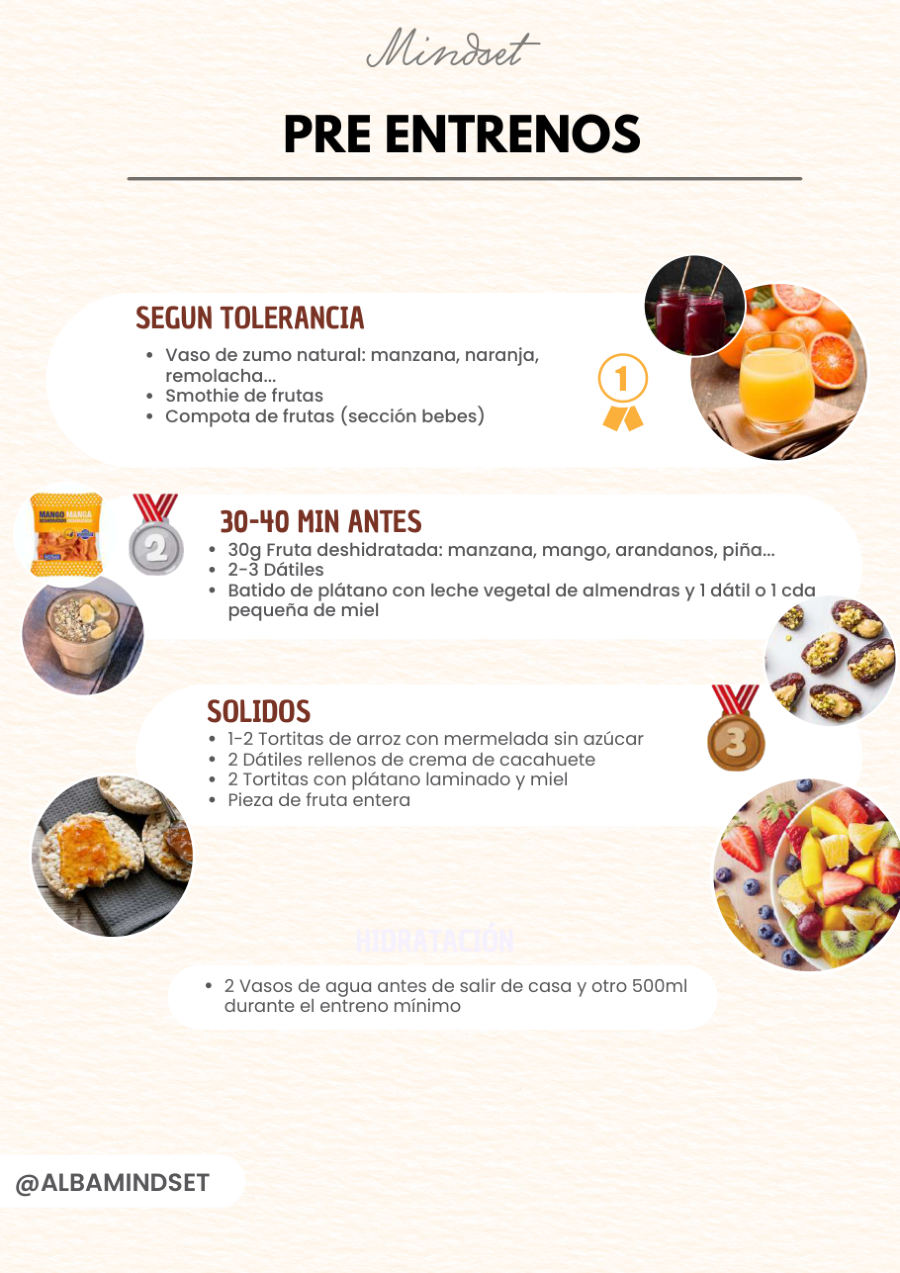 Mindset
PRE ENTRENOS
SEGUN TOLERANCIA
• Vaso de zumo natural: manzana, naranja,
remolacha...
• Smothie de frutas
• Compota de frutas (sección bebes)
1
MANGO MANGA
2
30-40 MIN ANTES
• 30g Fruta deshidratada: manzana, mango, arandanos, piña...
• 2-3 Dátiles
• Batido de plátano con leche vegetal de almendras y 1 dátil o 1 cda
pequeña de miel
SOLIDOS
• 1-2 Tortitas de arroz con mermelada sin azúcar
• 2 Dátiles rellenos de crema de cacahuete
• 2 Tortitas con plátano laminado y miel
• Pieza de fruta entera
3
HIDRATACIÓN
• 2 Vasos de agua antes de salir de casa y otro 500ml
durante el entreno mínimo
@ALBAMINDSET